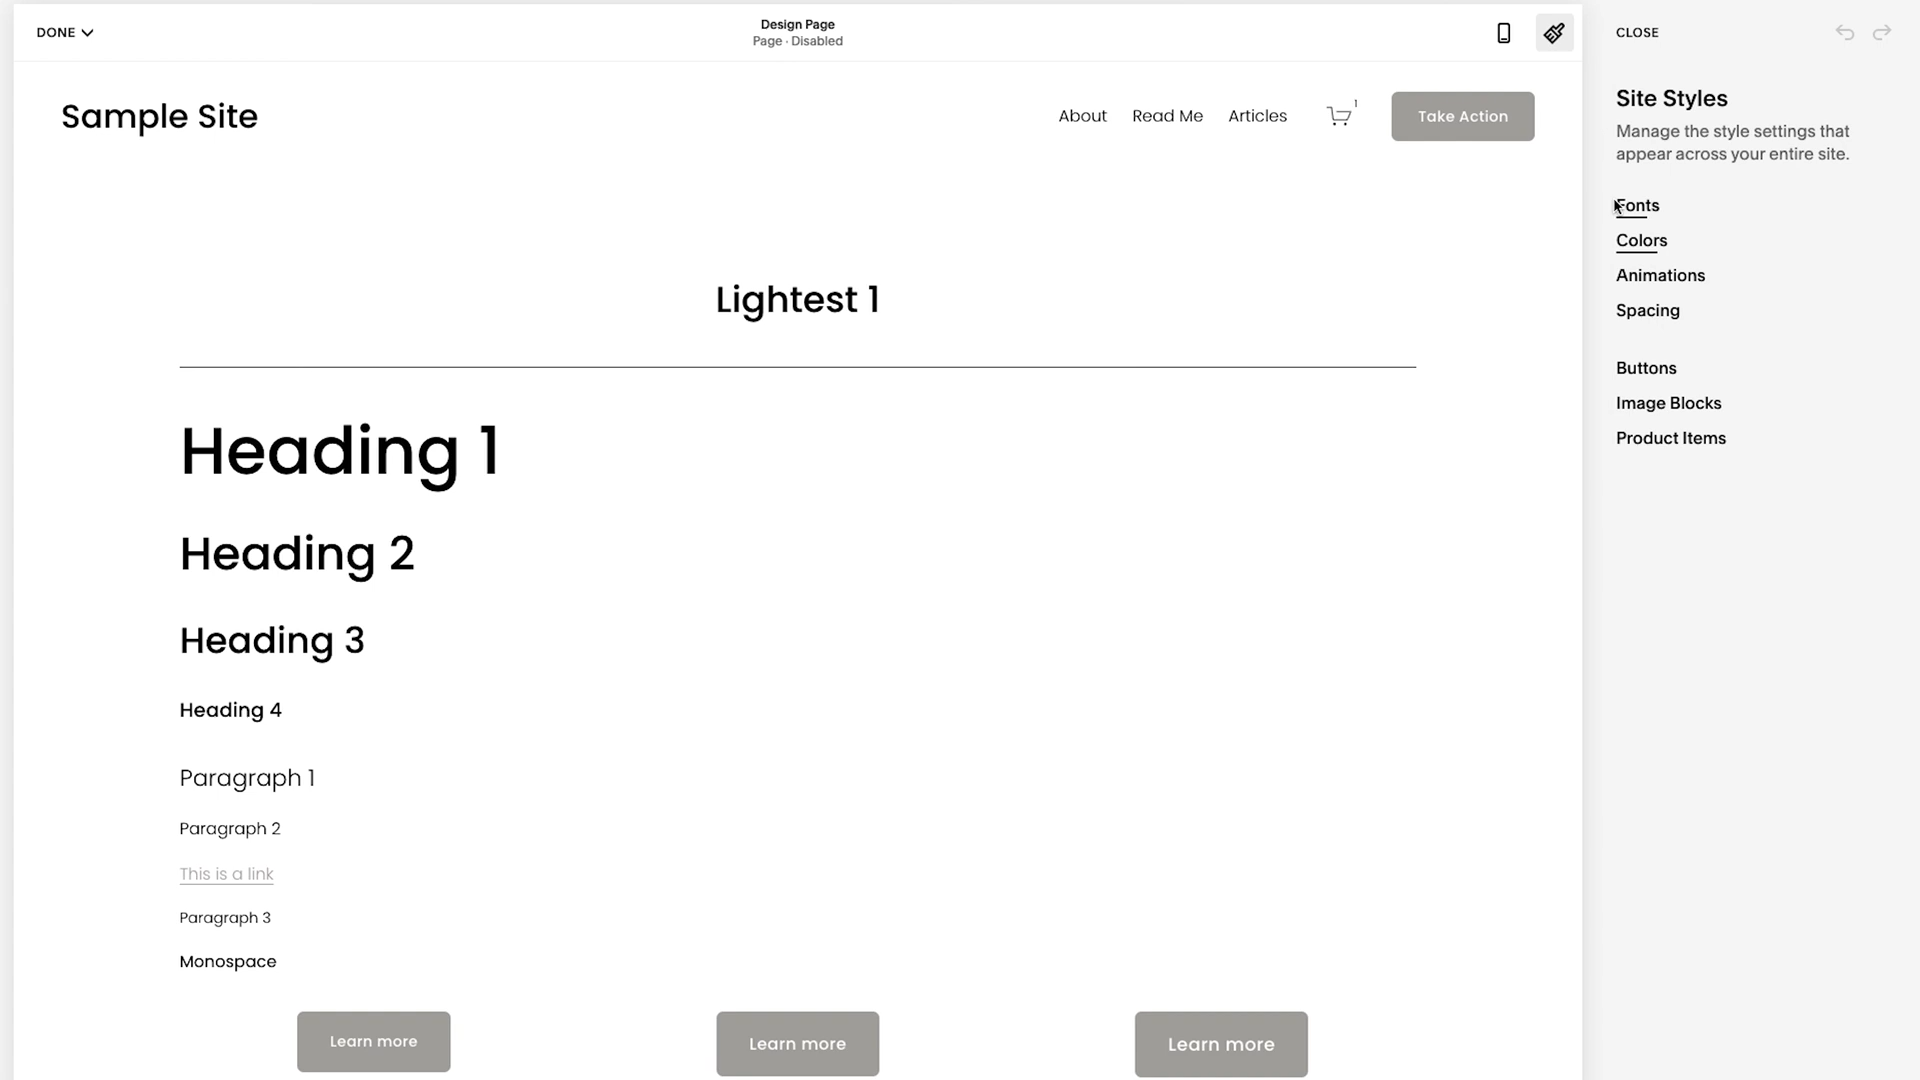 DONE
Design Page
Page · Disabled
CLOSE
Sample Site
About
Read Me
Articles
1
Take Action
Site Styles
Manage the style settings that
appear across your entire site.
Fonts
Colors
Animations
Spacing
Buttons
Image Blocks
Product Items
Lightest 1
Heading 1
Heading 2
Heading 3
Heading 4
Paragraph 1
Paragraph 2
This is a link
Paragraph 3
Monospace
Learn more
Learn more
Learn more